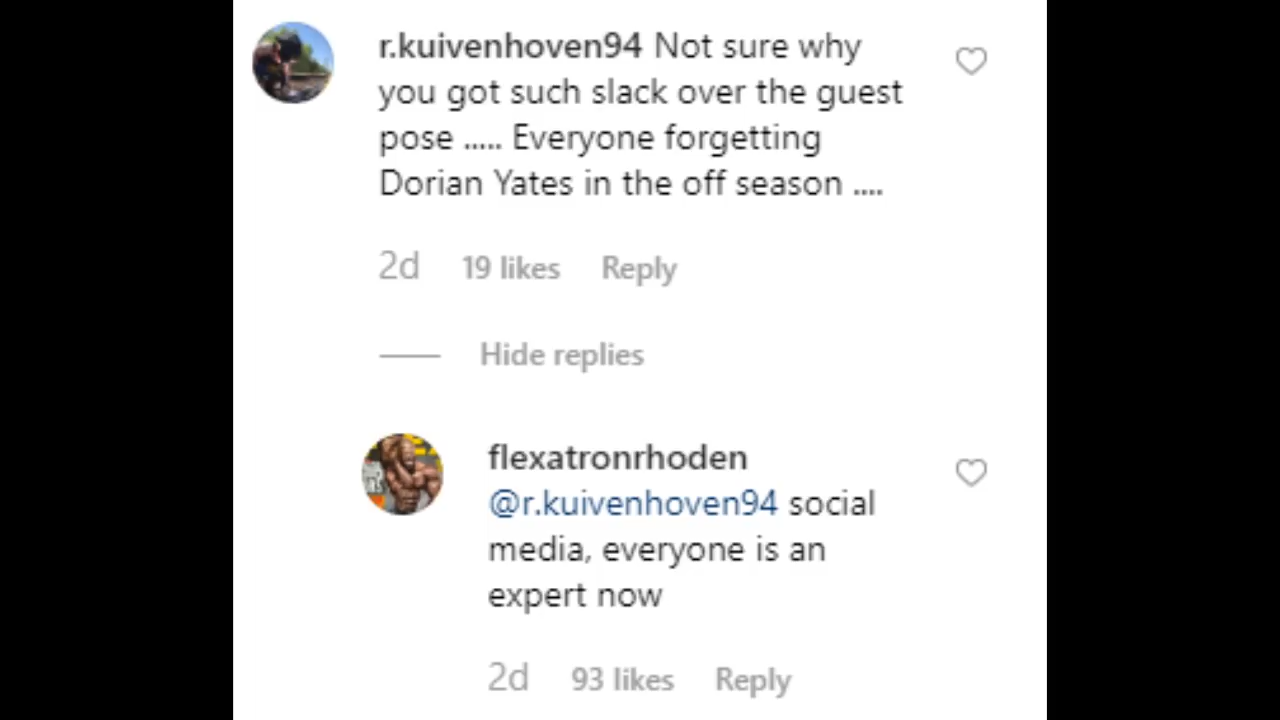 r.kuivenhoven94 Not sure why
you got such slack over the guest
pose ..... Everyone forgetting
Dorian Yates in the off season ....
2d 19 likes Reply
Hide replies
flexatronrhoden
@r.kuivenhoven94 social
media, everyone is an
expert now
2d 93 likes Reply